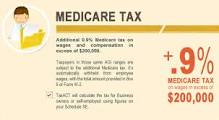 MEDICARE TAX
Additional 0.9% Medicare tax on
wages and compensation in
excess of $200,000.
Taxpayers in those same AGI ranges are
subject to the additional Medicare tax. It's
automatically withheld from employee
wages, with the total amount provided in Box
6 of Form W-2.
TaxACT will calculate the tax for business
owners or self-employed using figures on
your Schedule SE.
+.9%
MEDICARE TAX
on wages in excess of
$200,000